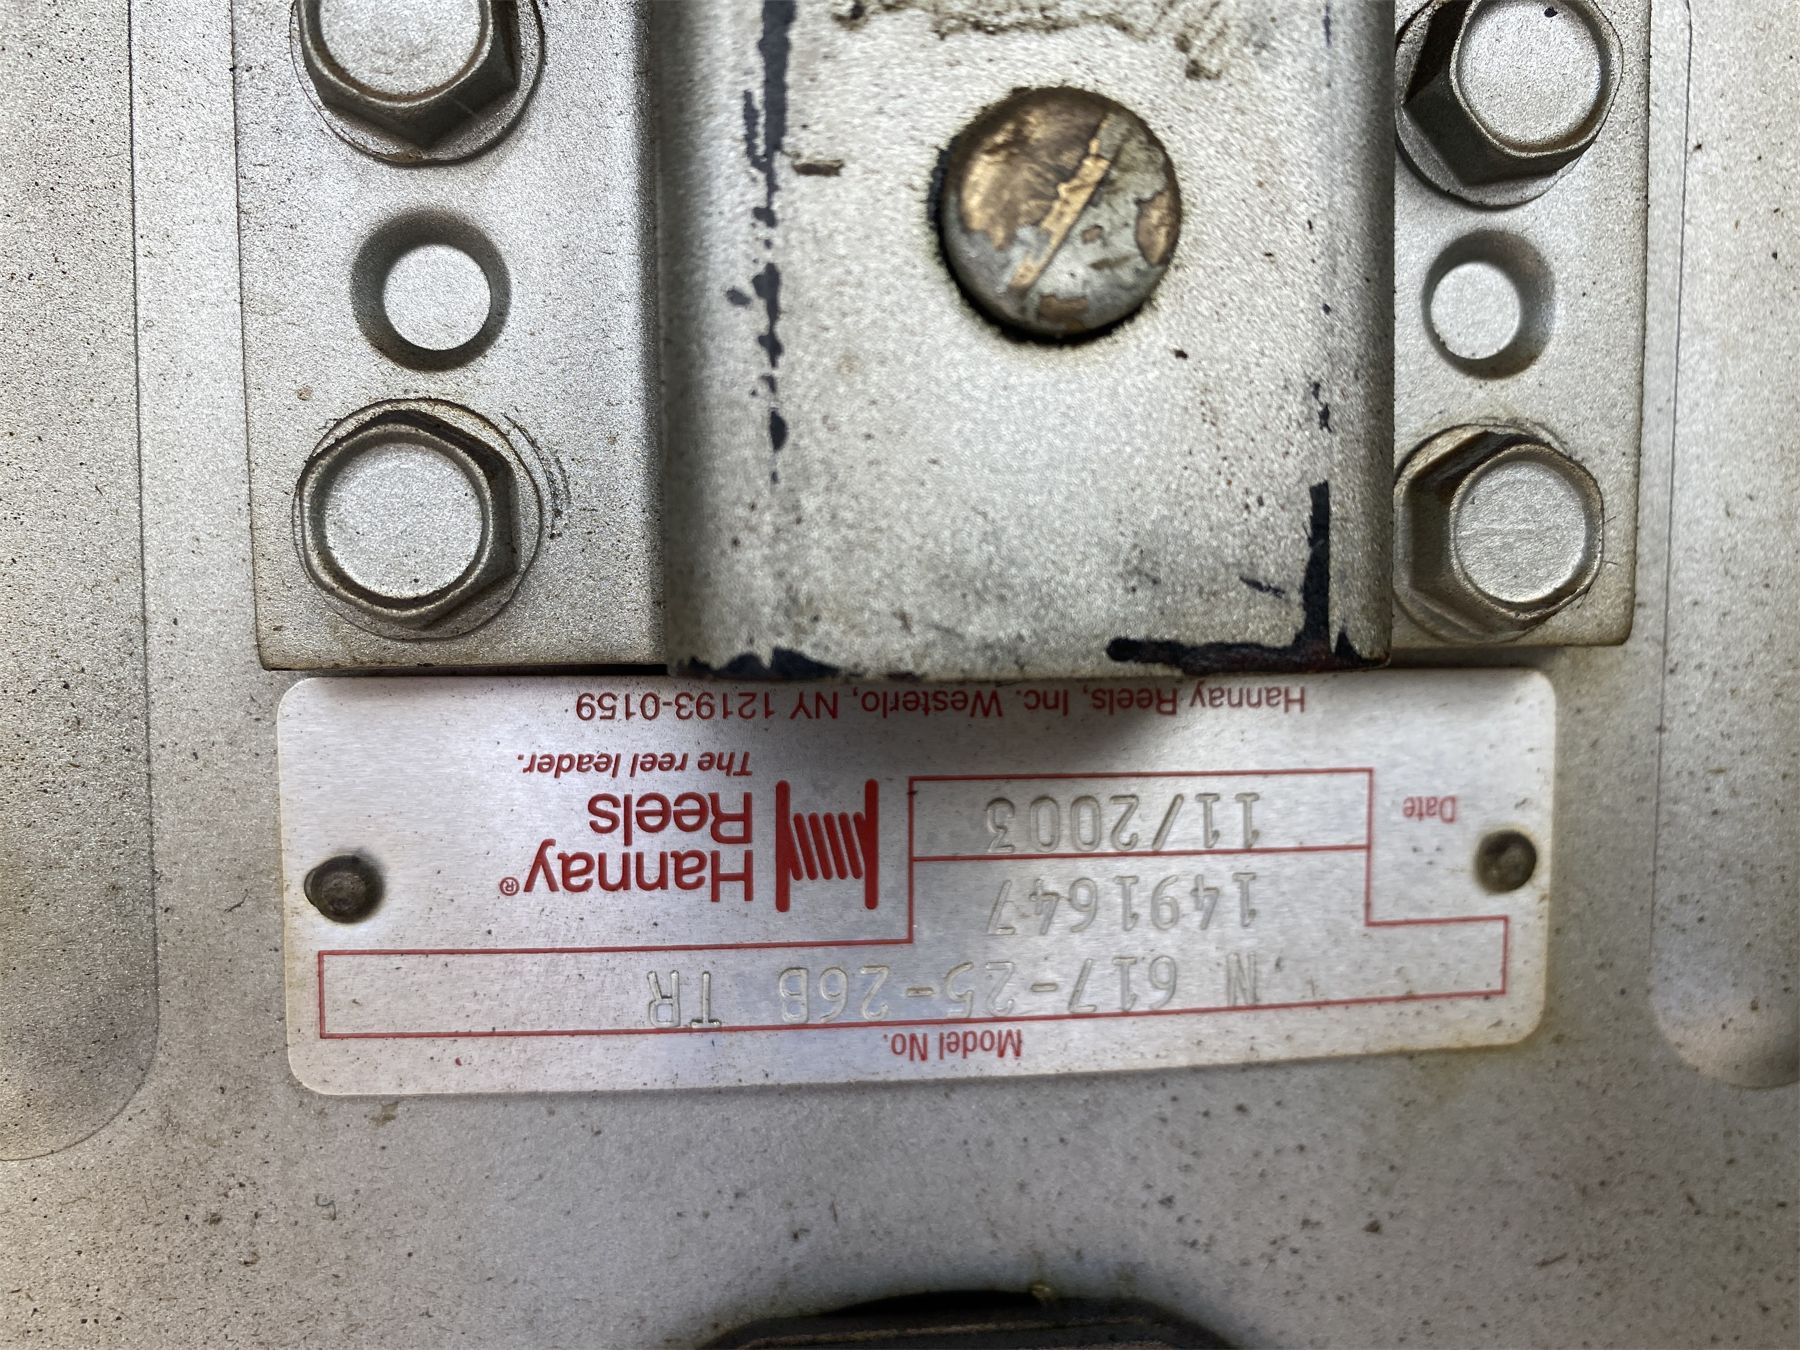 Model No.
N 617-25-26B TR
1491647
Date
11/2003
Hannay®
Reels
The reel leader.
Hannay Reels, Inc. Westerlo, NY 12193-0159